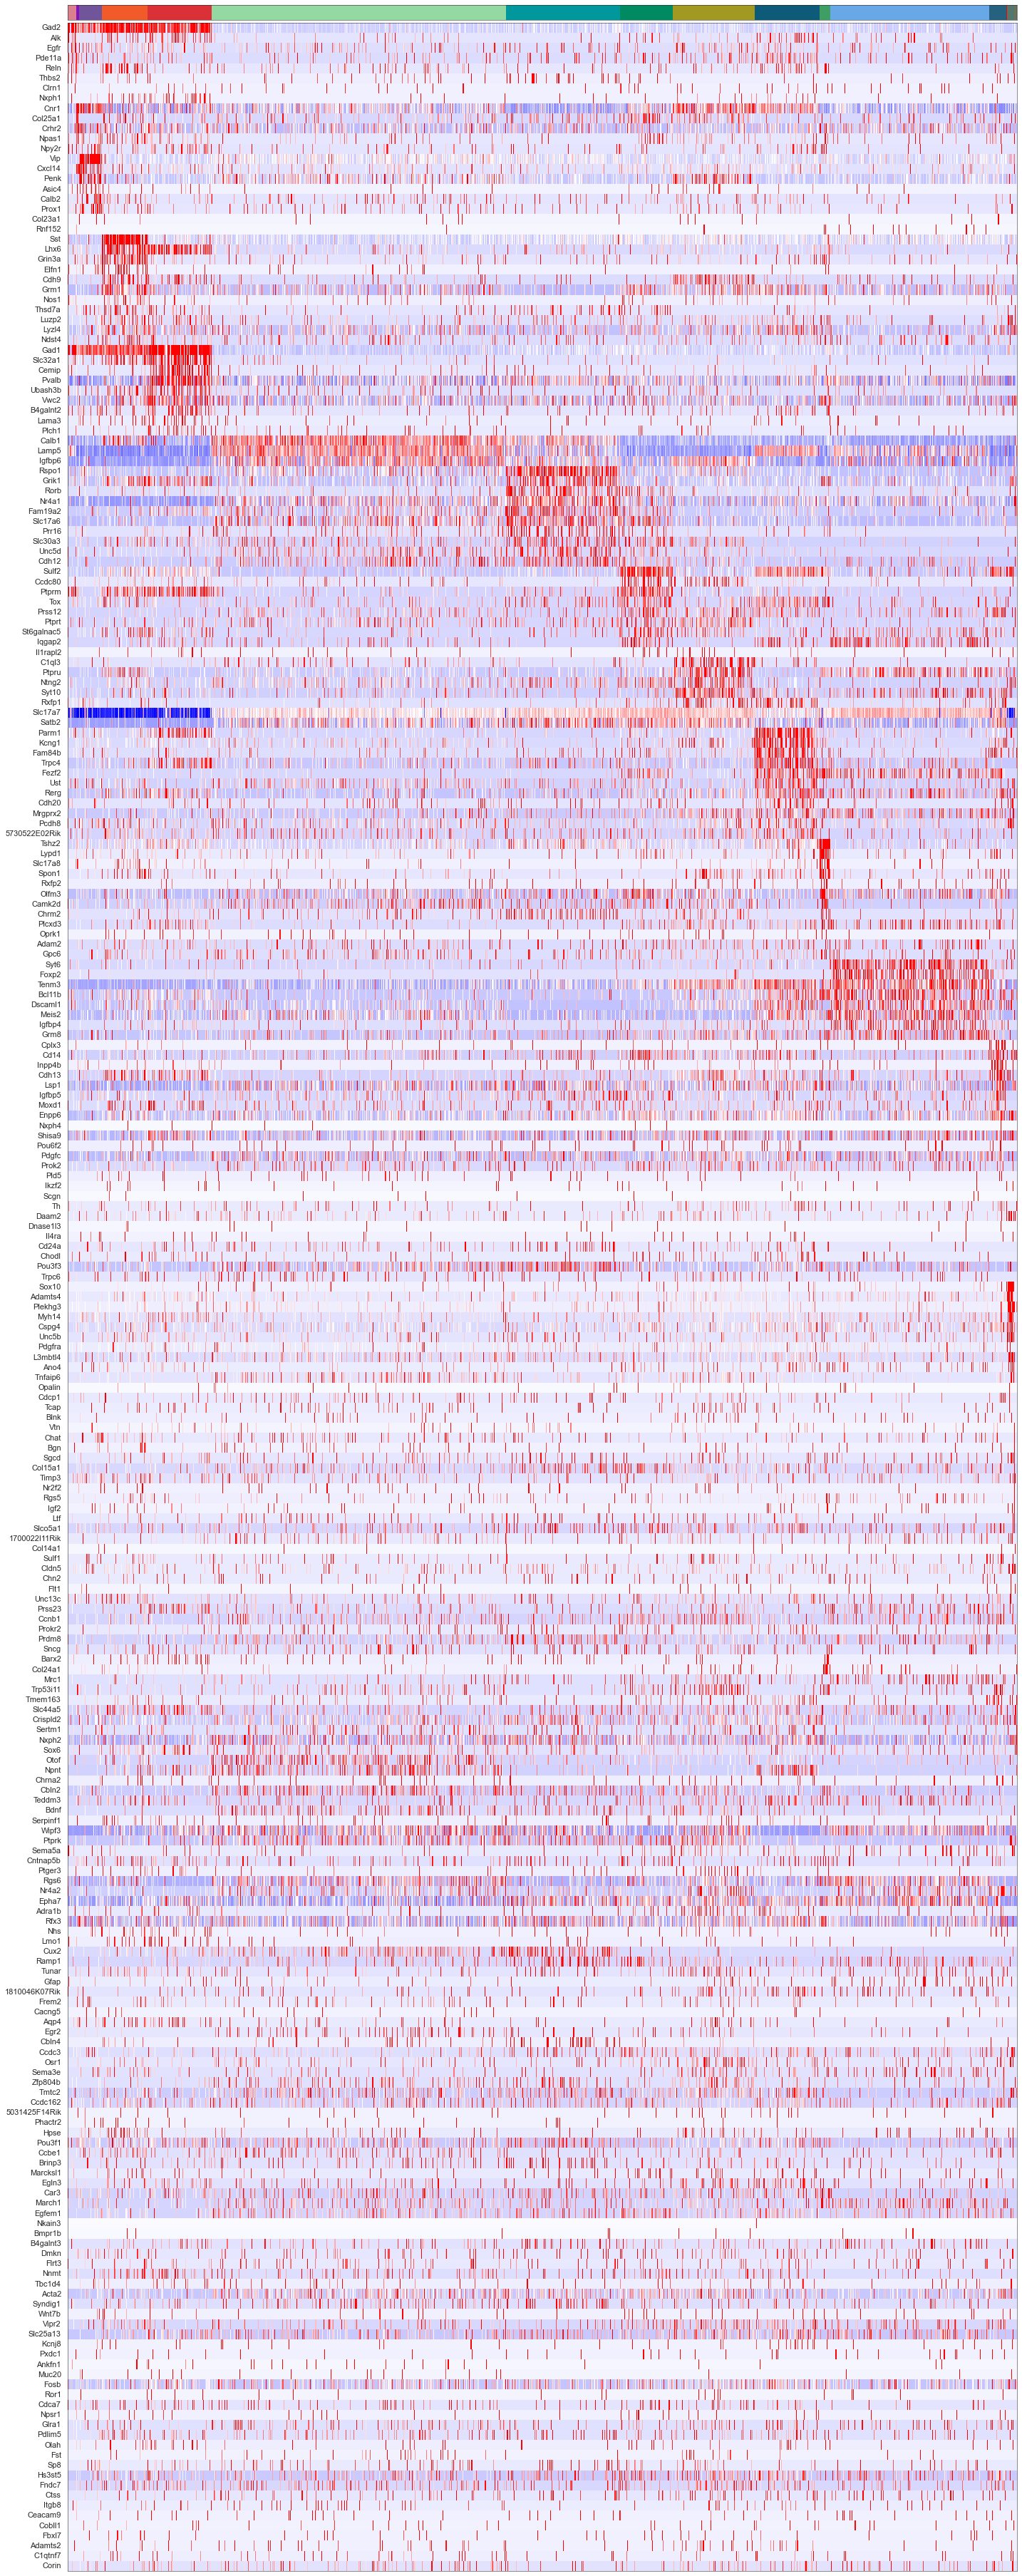 Gad2
Alk
Egfr
Pde11a
Reln
Thbs2
Clrn1
Nxph1
Cnr1
Col25a1
Crhr2
Npas1
Npy2r
Vip
Cxcl14
Penk
Asic4
Calb2
Prox1
Col23a1
Rnf152
Sst
Lhx6
Grin3a
Elfn1
Cdh9
Grm1
Nos1
Thsd7a
Luzp2
Lyzl4
Ndst4
Gad1
Slc32a1
Cemip
Pvalb
Ubash3b
Vwc2
B4galnt2
Lama3
Plch1
Calb1
Lamp5
Igfbp6
Rspo1
Grik1
Rorb
Nr4a1
Fam19a2
Slc17a6
Prr16
Slc30a3
Unc5d
Cdh12
Sulf2
Ccdc80
Ptprm
Tox
Prss12
Ptprt
St6galnac5
Iqgap2
Il1rapl2
C1ql3
Ptpru
Ntng2
Syt10
Rxfp1
Slc17a7
Satb2
Parm1
Kcng1
Fam84b
Trpc4
Fezf2
Ust
Rerg
Cdh20
Mrgprx2
Pcdh8
5730522E02Rik
Tshz2
Lypd1
Slc17a8
Spon1
Rxfp2
Olfm3
Camk2d
Chrm2
Plcxd3
Oprk1
Adam2
Gpc6
Syt6
Foxp2
Tenm3
Bcl11b
Dscaml1
Meis2
Igfbp4
Grm8
Cplx3
Cd14
Inpp4b
Cdh13
Lsp1
Igfbp5
Moxd1
Enpp6
Nxph4
Shisa9
Pou6f2
Pdgfc
Prok2
Pld5
Ikzf2
Scgn
Th
Daam2
Dnase1l3
Il4ra
Cd24a
Chodl
Pou3f3
Trpc6
Sox10
Adamts4
Plekhg3
Myh14
Cspg4
Unc5b
Pdgfra
L3mbtl4
Ano4
Tnfaip6
Opalin
Cdcp1
Tcap
Blnk
Vtn
Chat
Bgn
Sgcd
Col15a1
Timp3
Nr2f2
Rgs5
Igf2
Ltf
Slco5a1
1700022I11Rik
Col14a1
Sulf1
Cldn5
Chn2
Flt1
Unc13c
Prss23
Ccnb1
Prokr2
Prdm8
Sncg
Barx2
Col24a1
Mrc1
Trp53i11
Tmem163
Slc44a5
Crispld2
Sertm1
Nxph2
Sox6
Otof
Npnt
Chrna2
Cbln2
Teddm3
Bdnf
Serpinf1
Wipf3
Ptprk
Sema5a
Cntnap5b
Ptger3
Rgs6
Nr4a2
Epha7
Adra1b
Rfx3
Nhs
Lmo1
Cux2
Ramp1
Tunar
Gfap
1810046K07Rik
Frem2
Cacng5
Aqp4
Egr2
Cbln4
Ccdc3
Osr1
Sema3e
Zfp804b
Tmtc2
Ccdc162
5031425F14Rik
Phactr2
Hpse
Pou3f1
Ccbe1
Brinp3
Marcksl1
Egln3
Car3
March1
Egfem1
Nkain3
Bmpr1b
B4galnt3
Dmkn
Flrt3
Nnmt
Tbc1d4
Acta2
Syndig1
Wnt7b
Vipr2
Slc25a13
Kcnj8
Pxdc1
Ankfn1
Muc20
Fosb
Ror1
Cdca7
Npsr1
Glra1
Pdlim5
Olah
Fst
Sp8
Hs3st5
Fndc7
Ctss
Itgb8
Ceacam9
Cobll1
Fbxl7
Adamts2
C1qtnf7
Corin